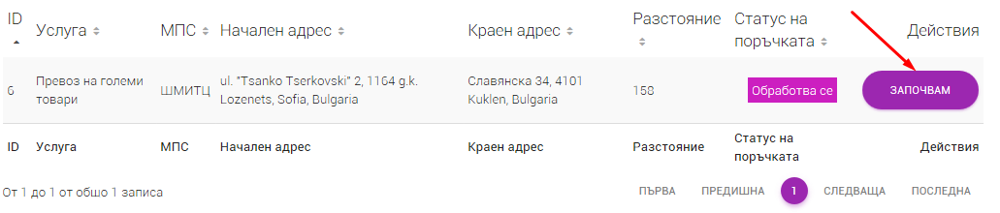 ID Услуга МПС Начален адрес Краен адрес Разстояние Статус на поръчката Действия
6 Превоз на големи товари ШМИТЦ ul. "Tsanko Tserkovski" 2, 1164 g.k. Lozenets, Sofia, Bulgaria Славянска 34, 4101 Kuklen, Bulgaria 158 Обработва се ЗАПОЧВАМ
ID Услуга МПС Начален адрес Краен адрес Разстояние Статус на поръчката Действия
От 1 до 1 от общо 1 записа ПЪРВА ПРЕДИШНА 1 СЛЕДВАЩА ПОСЛЕДНА